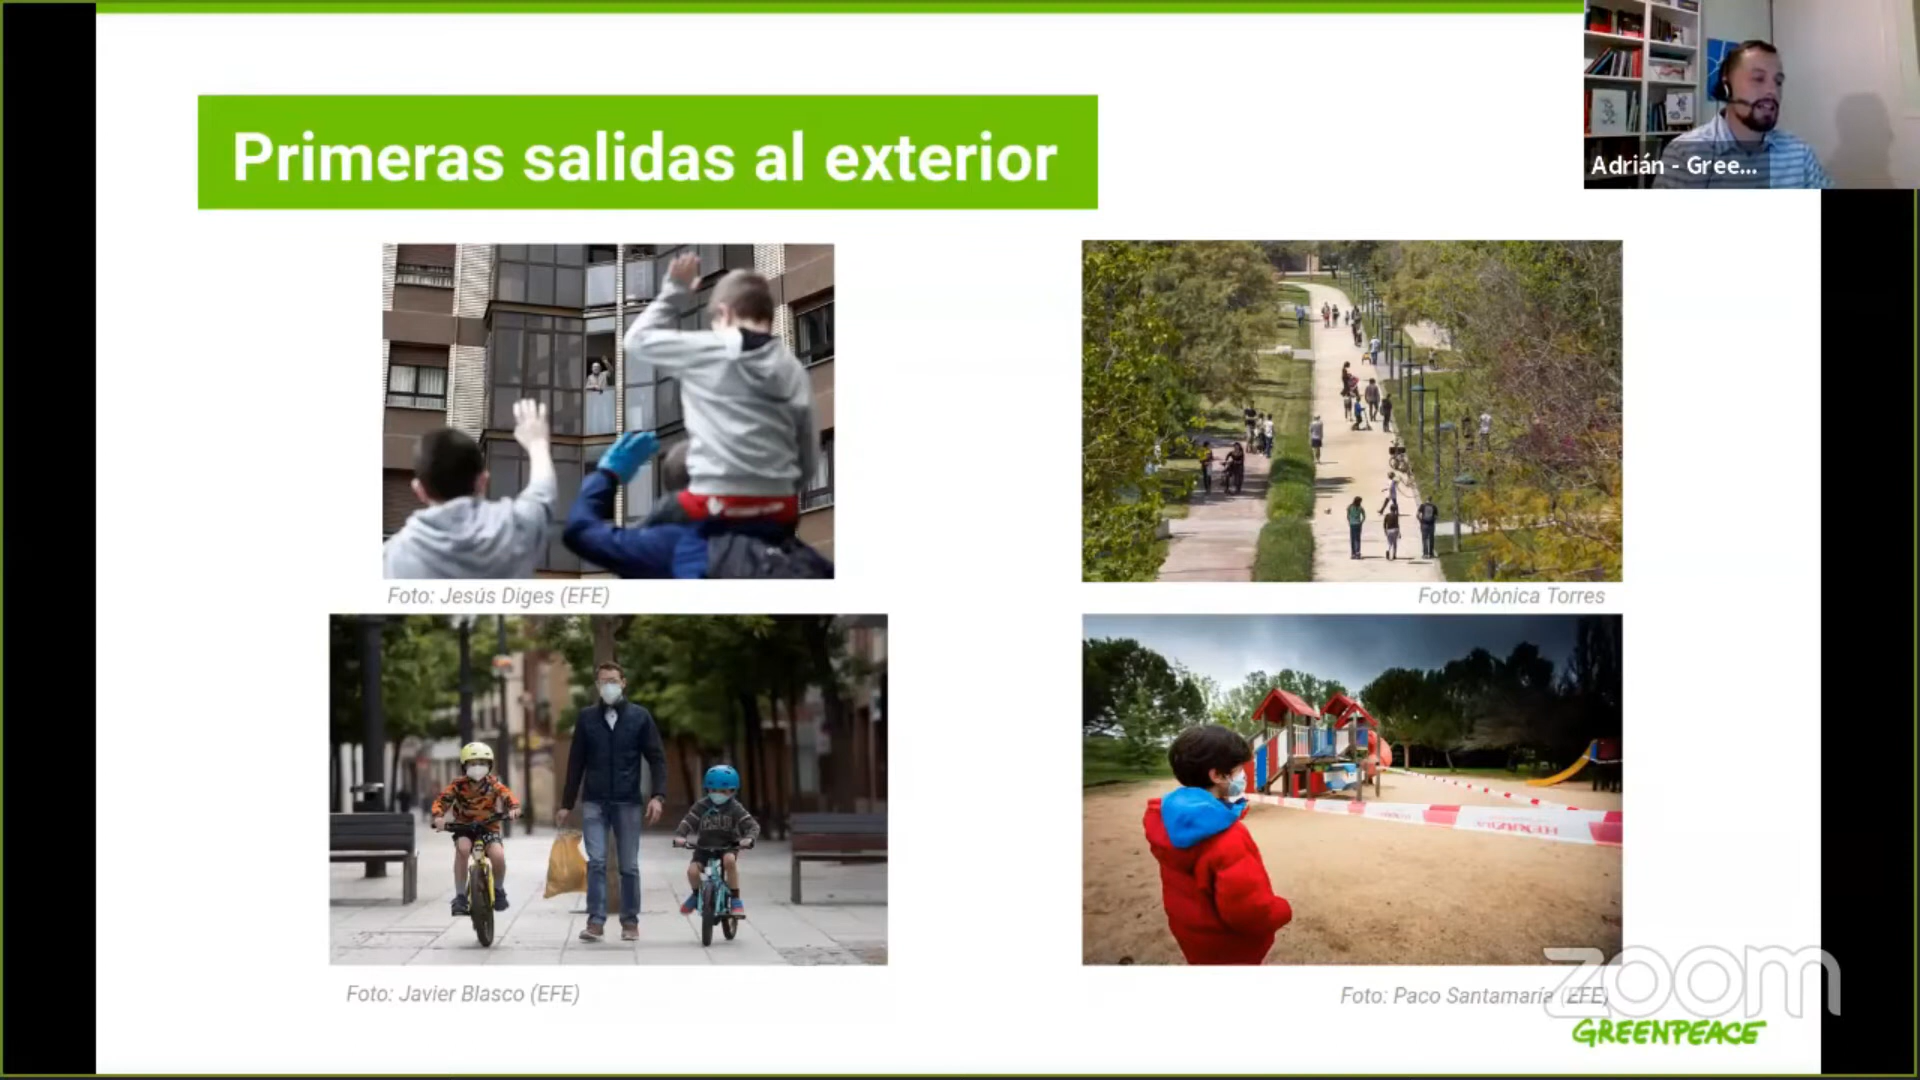 Primeras salidas al exterior
Adrián - Gree...
Foto: Jesús Diges (EFE)
Foto: Mònica Torres
Foto: Javier Blasco (EFE)
Foto: Paco Santamaría (EFE)
zoom
GREENPEACE